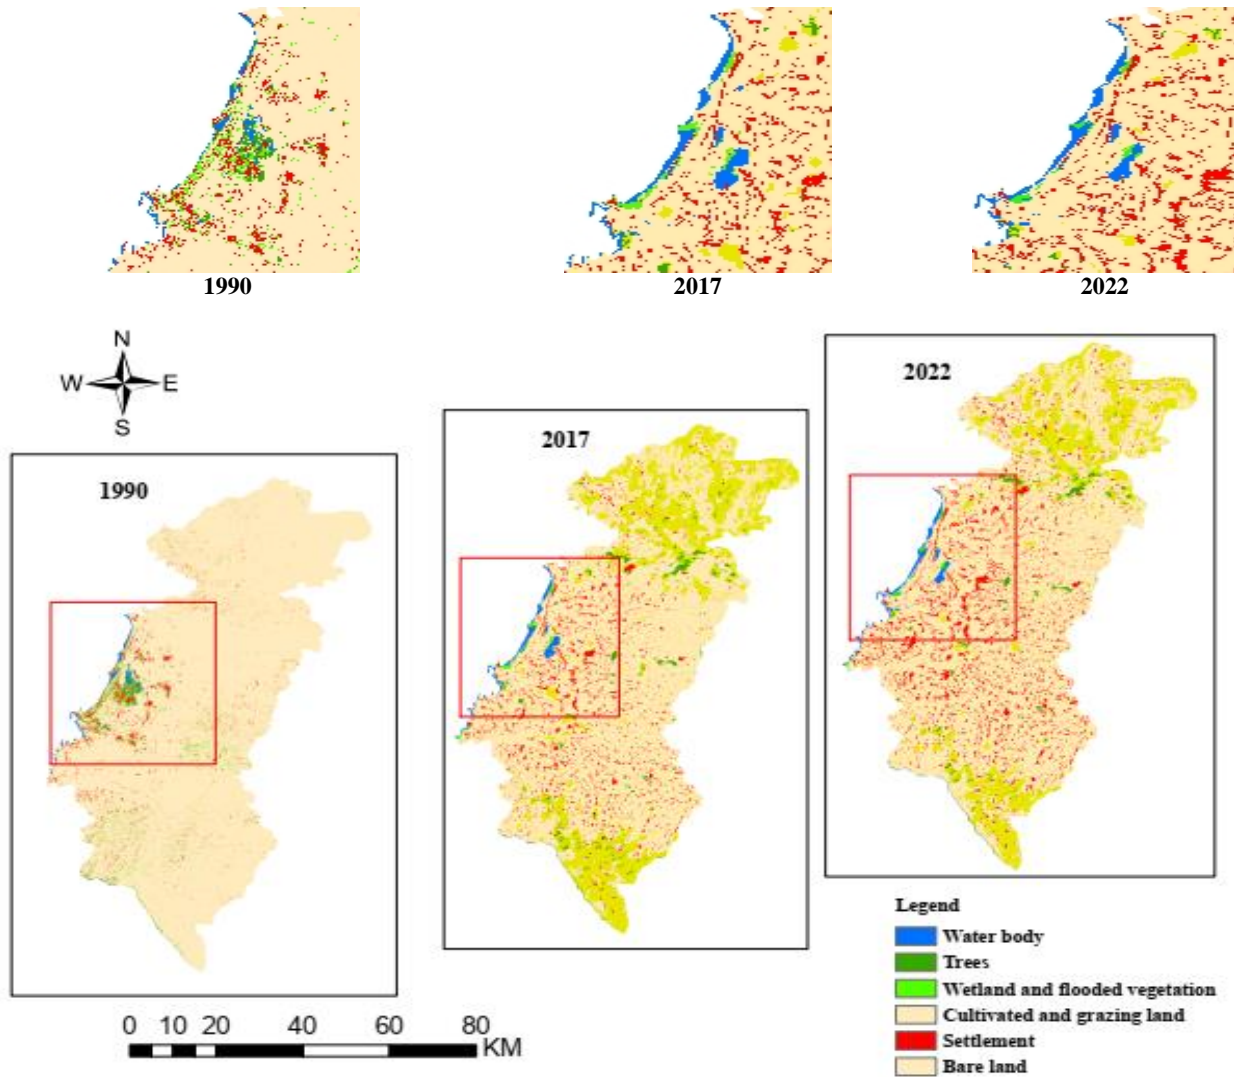 1990
2017
2022
N
W E
S
1990
2017
2022
0 10 20 40 60 80
KM
Legend
Water body
Trees
Wetland and flooded vegetation
Cultivated and grazing land
Settlement
Bare land